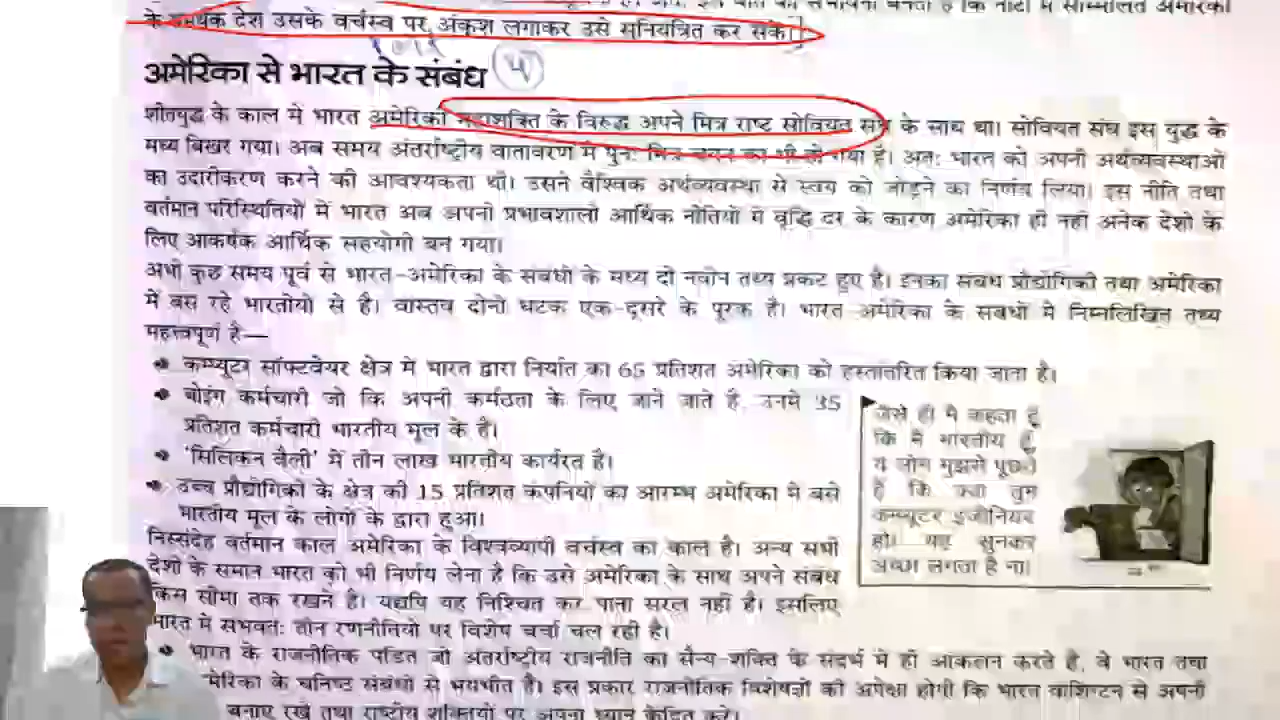 के समर्थक देश उसके वर्चस्व पर अंकुश लगाकर उसे सुनियंत्रित कर सकें।
अमेरिका से भारत के संबंध
शीतयुद्ध के काल में भारत अमेरिकी महाशक्ति के विरुद्ध अपने मित्र राष्ट्र सोवियत संघ के साथ था। सोवियत संघ इस युद्ध के
मध्य बिखर गया। अब समय अंतर्राष्ट्रीय वातावरण में पुनः मित्र चयन का भी हो गया है। अतः भारत को अपनी अर्थव्यवस्थाओं
का उदारीकरण करने की आवश्यकता थी। उसने वैश्विक अर्थव्यवस्था से स्वयं को जोड़ने का निर्णय लिया। इस नीति तथा
वर्तमान परिस्थितियों में भारत अब अपनी प्रभावशाली आर्थिक नीतियों में वृद्धि दर के कारण अमेरिका ही नहीं अनेक देशों के
लिए आकर्षक आर्थिक सहयोगी बन गया।
अभी कुछ समय पूर्व से भारत-अमेरिका के संबंधों के मध्य दो नवीन तथ्य प्रकट हुए हैं। इनका संबंध प्रौद्योगिकी तथा अमेरिका
में बस रहे भारतीयों से है। वास्तव दोनों घटक एक-दूसरे के पूरक हैं। भारत-अमेरिका के संबंधों में निम्नलिखित तथ्य
महत्त्वपूर्ण है—
कम्प्यूटर सॉफ्टवेयर क्षेत्र में भारत द्वारा निर्यात का 65 प्रतिशत अमेरिका को हस्तांतरित किया जाता है।
बोइंग कर्मचारी जो कि अपनी कर्मठता के लिए जाने जाते हैं, उनमें 35
प्रतिशत कर्मचारी भारतीय मूल के हैं।
'सिलिकन वैली' में तीन लाख भारतीय कार्यरत हैं।
उच्च प्रौद्योगिकी के क्षेत्र की 15 प्रतिशत कंपनियों का आरम्भ अमेरिका में बसे
भारतीय मूल के लोगों के द्वारा हुआ।
जैसे ही मैं कहता हूँ
कि मैं भारतीय हूँ
ये लोग मुझसे पूछते
हैं कि क्या तुम
कम्प्यूटर इंजीनियर
हो। यह सुनकर
अच्छा लगता है ना।
निस्संदेह वर्तमान काल अमेरिका के विश्वव्यापी वर्चस्व का काल है। अन्य सभी
देशों के समान भारत को भी निर्णय लेना है कि उसे अमेरिका के साथ अपने संबंध
किस सीमा तक रखने हैं। यद्यपि यह निश्चित कर पाना सरल नहीं है। इसलिए
भारत में संभवतः तीन रणनीतियों पर विशेष चर्चा चल रही है।
भारत के राजनीतिक पंडित जो अंतर्राष्ट्रीय राजनीति का सैन्य-शक्ति के संदर्भ में ही आकलन करते हैं, वे भारत तथा
अमेरिका के घनिष्ठ संबंधों से भयभीत हैं। इस प्रकार राजनीतिक विशेषज्ञों की अपेक्षा होगी कि भारत वाशिंगटन से अपनी
बनाए रखे तथा राष्ट्रीय शक्तियों पर अपना ध्यान केंद्रित करे।